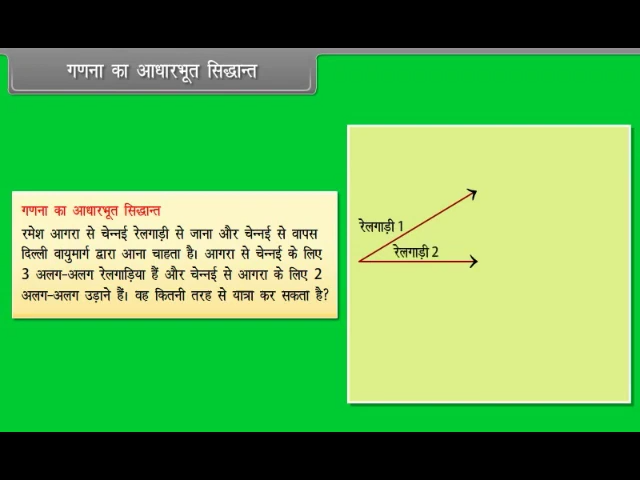 गणना का आधारभूत सिद्धान्त
गणना का आधारभूत सिद्धान्त
रमेश आगरा से चेन्नई रेलगाड़ी से जाना और चेन्नई से वापस
दिल्ली वायुमार्ग द्वारा आना चाहता है। आगरा से चेन्नई के लिए
3 अलग-अलग रेलगाड़िया हैं और चेन्नई से आगरा के लिए 2
अलग-अलग उड़ाने हैं। वह कितनी तरह से यात्रा कर सकता है?
रेलगाड़ी 1
रेलगाड़ी 2